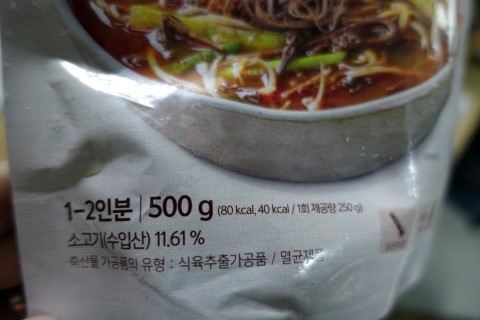 1-2인분 | 500 g (80 kcal, 40 kcal / 1회 제공량 250 g)
소고기(수입산) 11.61 %
축산물 가공품의 유형 : 식육추출가공품 / 멸균제품